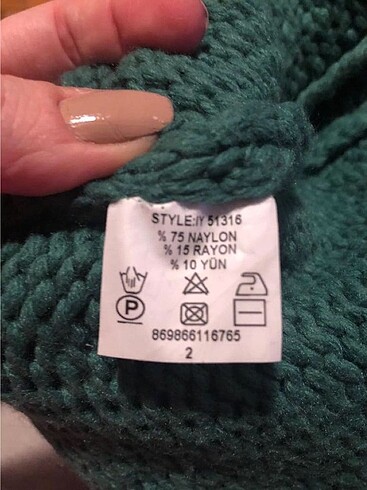 STYLE:IY 51316
% 75 NAYLON
% 15 RAYON
% 10 YÜN
P
869866116765
2